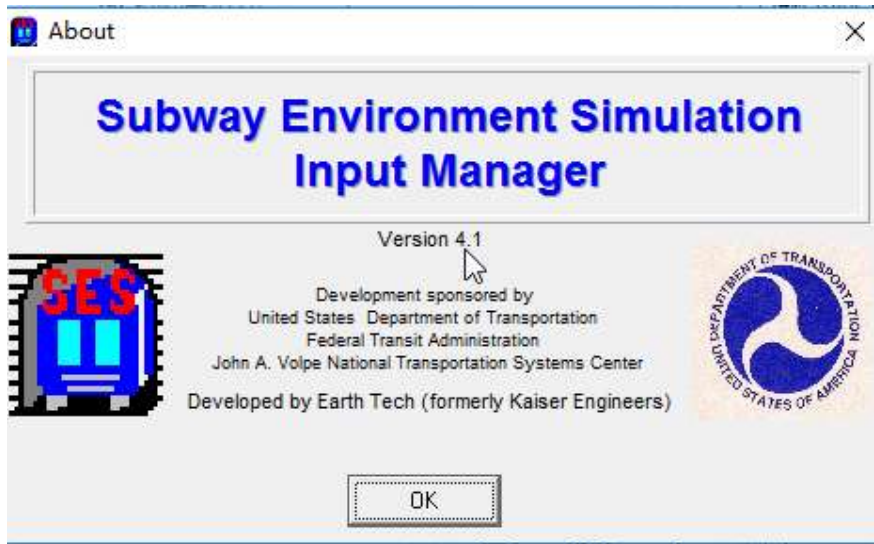 About
Subway Environment Simulation
Input Manager
Version 4.1
Development sponsored by
United States Department of Transportation
Federal Transit Administration
John A. Volpe National Transportation Systems Center
Developed by Earth Tech (formerly Kaiser Engineers)
SES
DEPARTMENT OF TRANSPORTATION
UNITED STATES OF AMERICA
OK